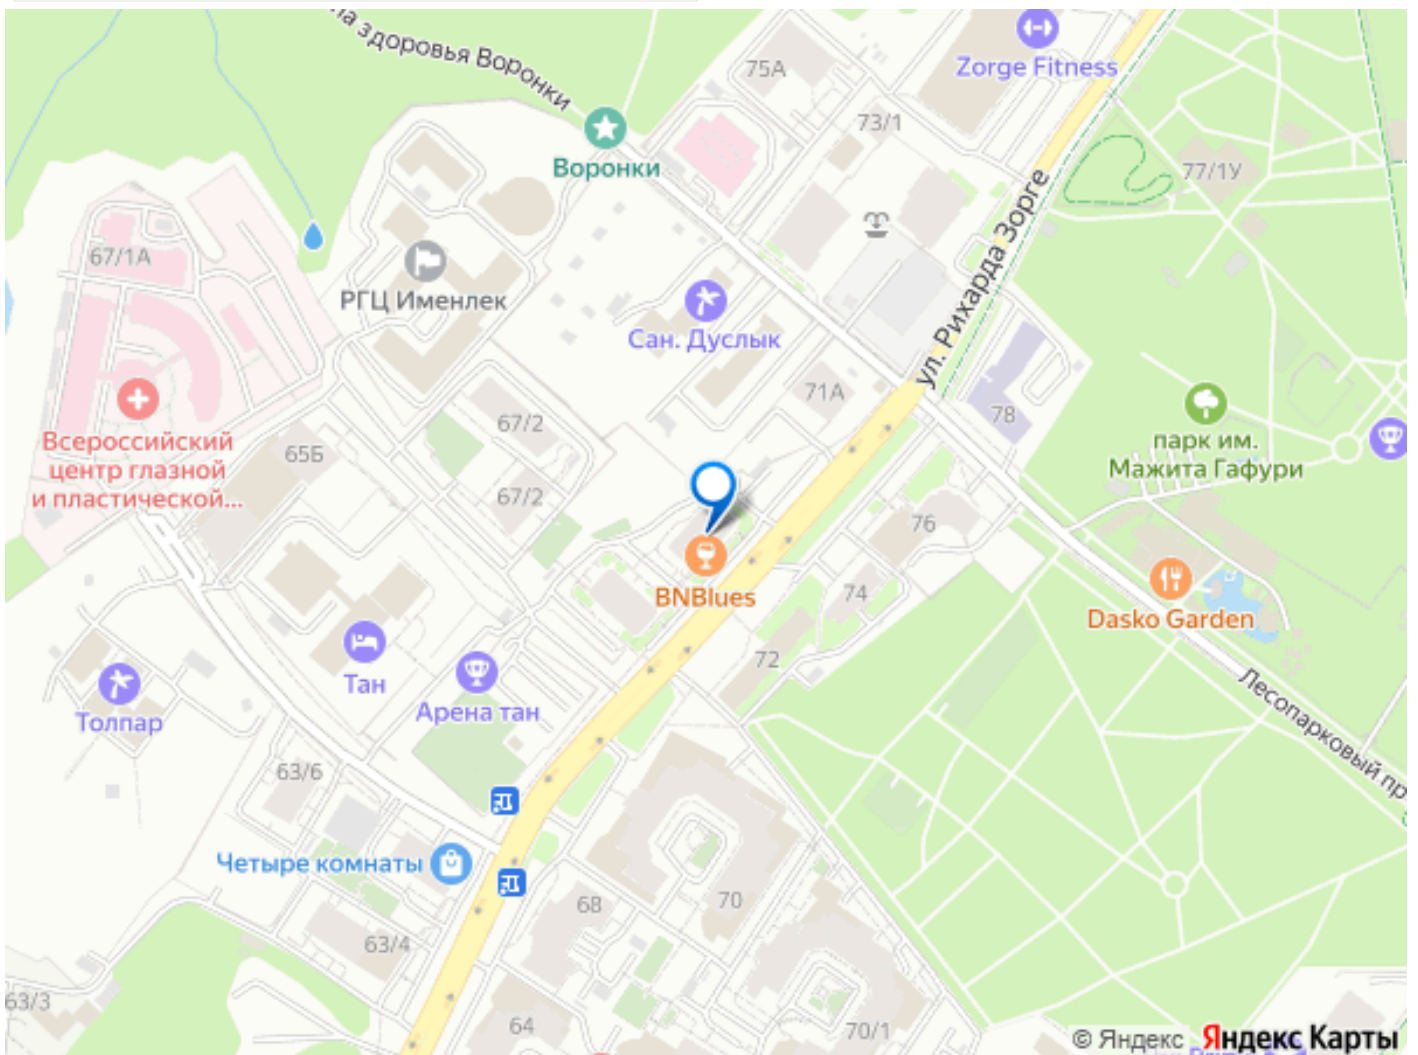 па здоровья Воронки
75А
Zorge Fitness
73/1
Воронки
77/1У
ул. Рихарда Зорге
67/1А
РГЦ Именлек
Сан. Дуслык
71А
78
67/2
парк им.
Мажита Гафури
Всероссийский
центр глазной
и пластической...
65Б
67/2
76
BNBlues
74
Dasko Garden
72
Тан
Арена тан
Толпар
Лесопарковый пр
63/6
Четыре комнаты
68
70
63/4
63/3
64
70/1
© Яндекс Яндекс Карты